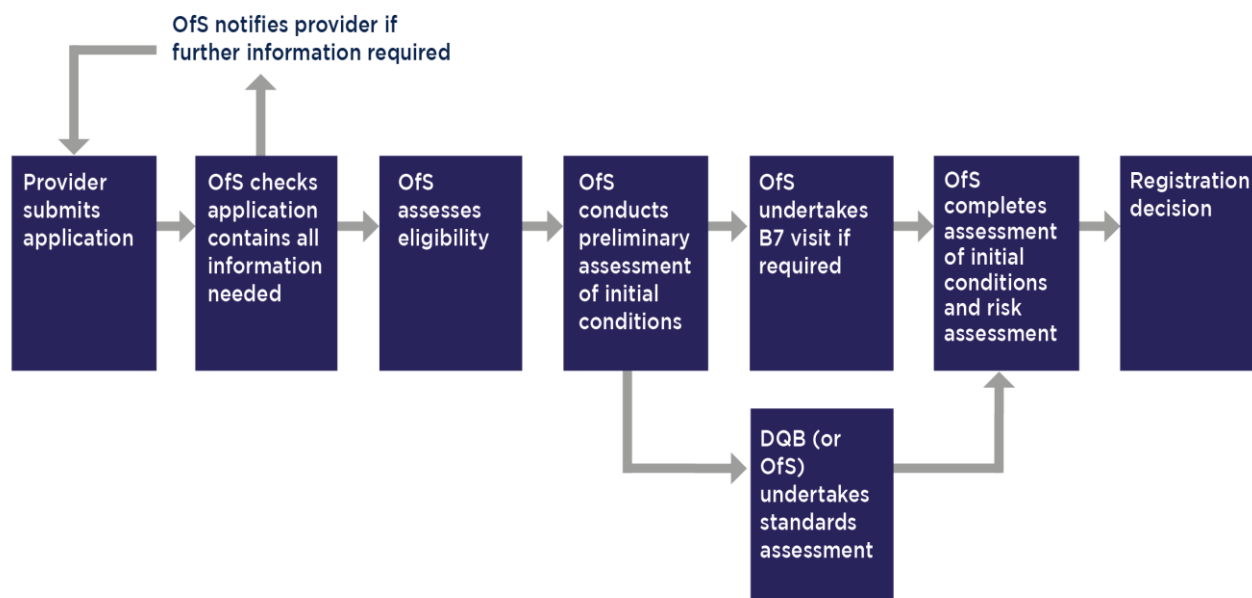 OfS notifies provider if
further information required
Provider
submits
application
OfS checks
application
contains all
information
needed
OfS
assesses
eligibility
OfS
conducts
preliminary
assessment
of initial
conditions
OfS
undertakes
B7 visit if
required
OfS
completes
assessment
of initial
conditions
and risk
assessment
Registration
decision
DQB (or
OfS)
undertakes
standards
assessment